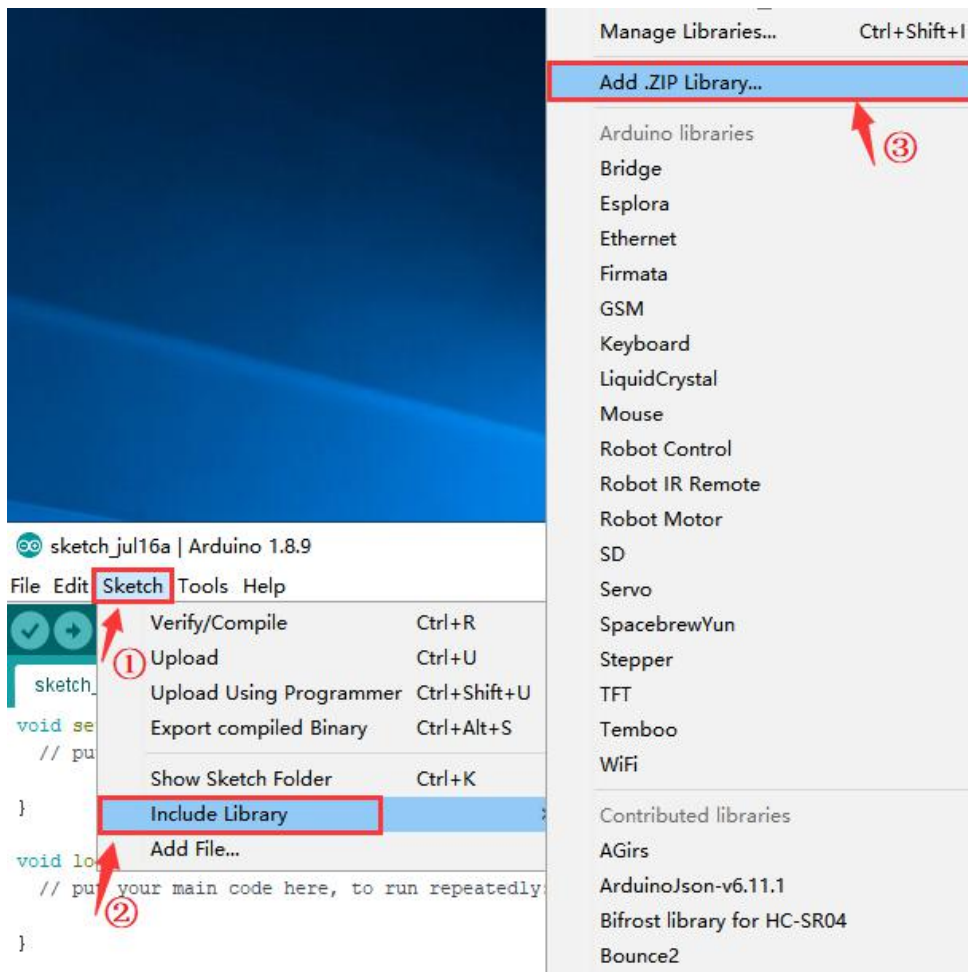 Manage Libraries... Ctrl+Shift+I
Add .ZIP Library...
③
Arduino libraries
Bridge
Esplora
Ethernet
Firmata
GSM
Keyboard
LiquidCrystal
Mouse
Robot Control
Robot IR Remote
Robot Motor
SD
Servo
SpacebrewYun
Stepper
TFT
Temboo
WiFi
Contributed libraries
AGirs
ArduinoJson-v6.11.1
Bifrost library for HC-SR04
Bounce2
sketch_jul16a | Arduino 1.8.9
File Edit Sketch Tools Help
①
Verify/Compile Ctrl+R
Upload Ctrl+U
Upload Using Programmer Ctrl+Shift+U
Export compiled Binary Ctrl+Alt+S
Show Sketch Folder Ctrl+K
Include Library
Add File...
②
sketch_
void se
// pu
}
void lo
// put your main code here, to run repeatedly:
}